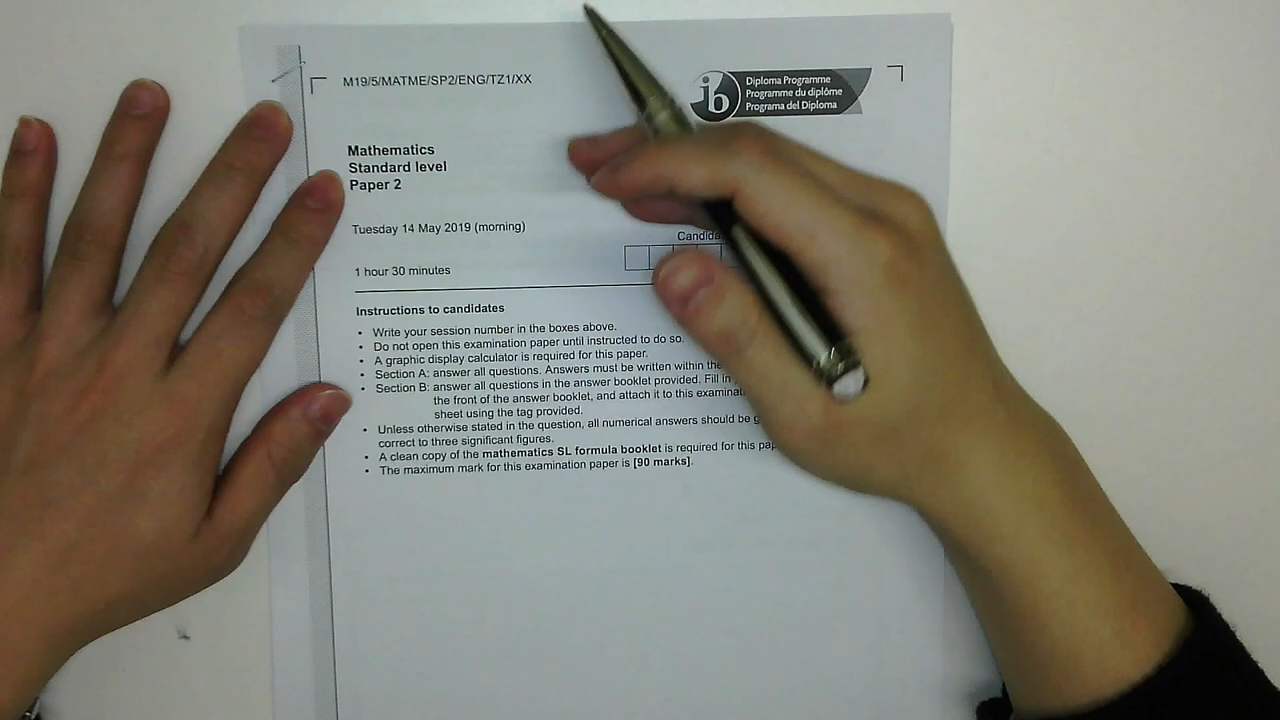 M19/5/MATME/SP2/ENG/TZ1/XX
ib
Diploma Programme
Programme du diplôme
Programa del Diploma
Mathematics
Standard level
Paper 2
Tuesday 14 May 2019 (morning)
1 hour 30 minutes
Instructions to candidates
• Write your session number in the boxes above.
• Do not open this examination paper until instructed to do so.
• A graphic display calculator is required for this paper.
• Section A: answer all questions. Answers must be written within the
• Section B: answer all questions in the answer booklet provided. Fill in
the front of the answer booklet, and attach it to this
sheet using the tag provided.
• Unless otherwise stated in the question, all numerical answers should be
correct to three significant figures.
• A clean copy of the mathematics SL formula booklet is required for this
• The maximum mark for this examination paper is [90 marks].